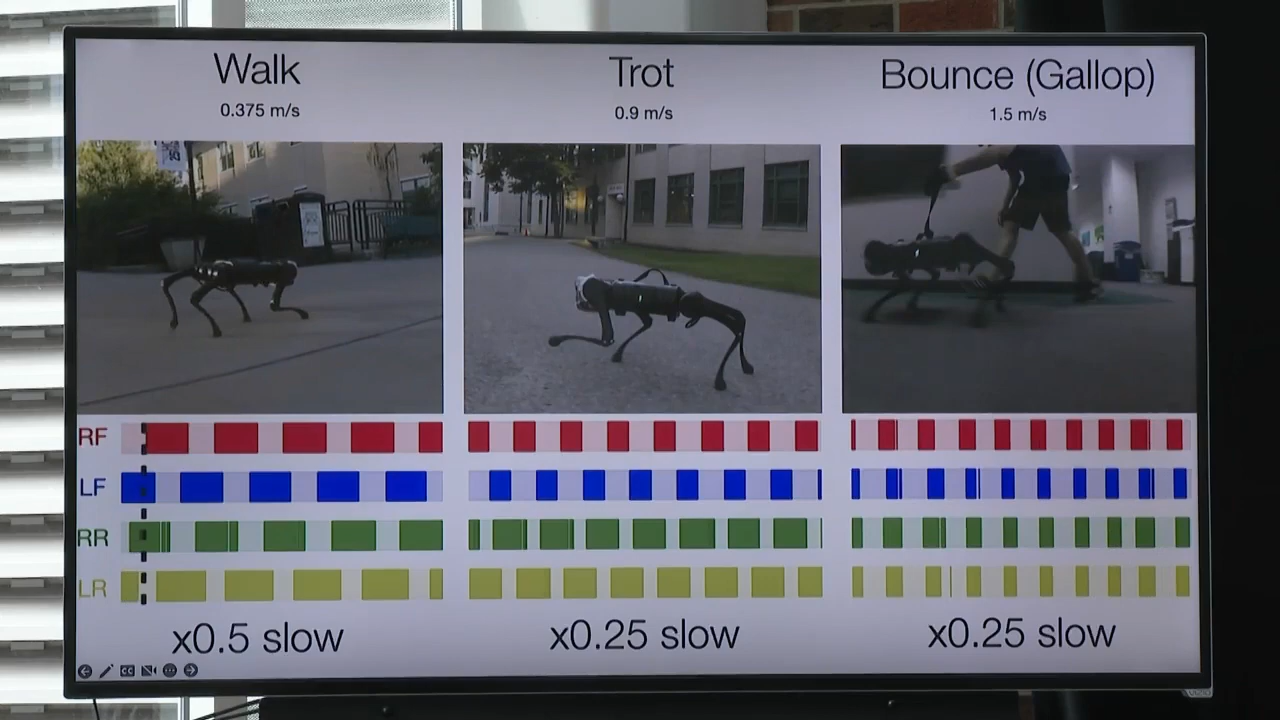 Walk
0.375 m/s
Trot
0.9 m/s
Bounce (Gallop)
1.5 m/s
RF
LF
RR
LR
x0.5 slow
x0.25 slow
x0.25 slow